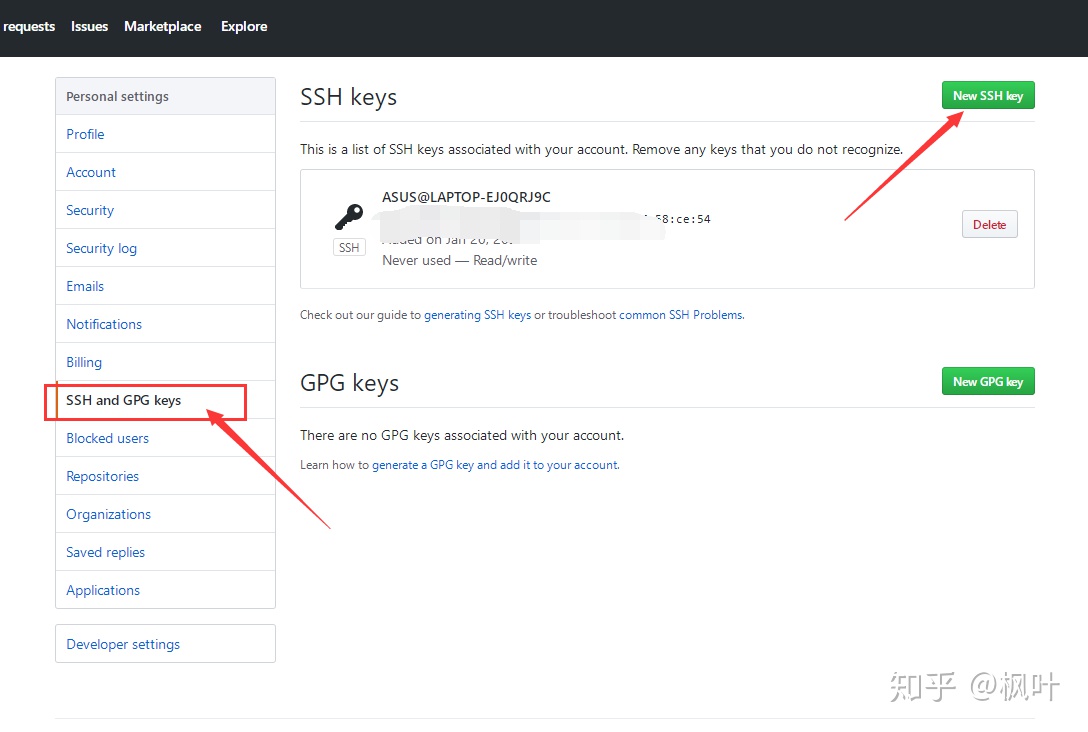 requests Issues Marketplace Explore
Personal settings
Profile
Account
Security
Security log
Emails
Notifications
Billing
SSH and GPG keys
Blocked users
Repositories
Organizations
Saved replies
Applications
Developer settings
SSH keys
New SSH key
This is a list of SSH keys associated with your account. Remove any keys that you do not recognize.
ASUS@LAPTOP-EJ0QRJ9C
58:ce:54
SSH
Added on Jan 20,
Never used — Read/write
Delete
Check out our guide to generating SSH keys or troubleshoot common SSH Problems.
GPG keys
New GPG key
There are no GPG keys associated with your account.
Learn how to generate a GPG key and add it to your account.
知乎 @枫叶